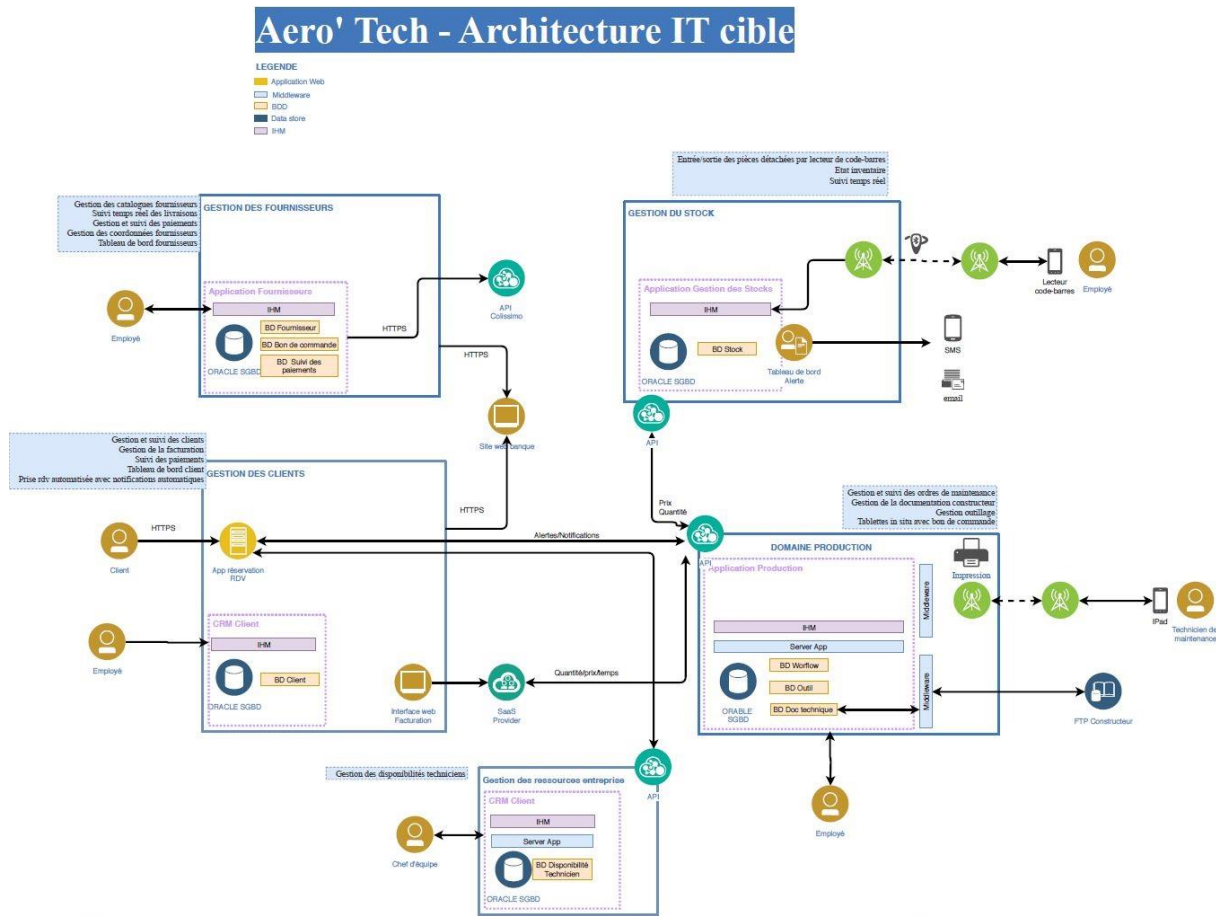 Aero' Tech - Architecture IT cible
LEGENDE
Application Web
Middleware
BDD
Data store
IHM
Gestion des catalogues fournisseurs
Suivi temps réel des livraisons
Gestion et suivi des paiements
Gestion des coordonnées fournisseurs
Tableau de bord fournisseurs
GESTION DES FOURNISSEURS
Application Fournisseurs
IHM
BD Fournisseur
BD Bon de commande
BD Suivi des
paiements
ORACLE SGBD
Employé
HTTPS
API
Colissimo
HTTPS
Site web banque
Entrée/sortie des pièces détachées par lecteur de code-barres
Etat inventaire
Suivi temps réel
GESTION DU STOCK
Application Gestion des Stocks
IHM
BD Stock
ORACLE SGBD
Tableau de bord
Alerte
Lecteur
code-barres
Employé
SMS
email
API
Prix
Quantité
Gestion et suivi des clients
Gestion de la facturation
Suivi des paiements
Tableau de bord client
Prise rdv automatisée avec notifications automatiques
GESTION DES CLIENTS
HTTPS
HTTPS
Client
App réservation
RDV
Alertes/Notifications
CRM Client
IHM
BD Client
ORACLE SGBD
Employé
Interface web
Facturation
SaaS
Provider
Quantité/prix/temps
Gestion et suivi des ordres de maintenance
Gestion de la documentation constructeur
Gestion outillage
Tablettes in situ avec bon de commande
DOMAINE PRODUCTION
API
Application Production
Impression
Middleware
IHM
Server App
BD Worflow
BD Outil
BD Doc technique
ORABLE
SGBD
Middleware
IPad
Technicien de
maintenance
FTP Constructeur
Employé
Gestion des disponibilités techniciens
Gestion des ressources entreprise
API
CRM Client
IHM
Server App
BD Disponibilité
Technicien
ORACLE SGBD
Chef d'équipe